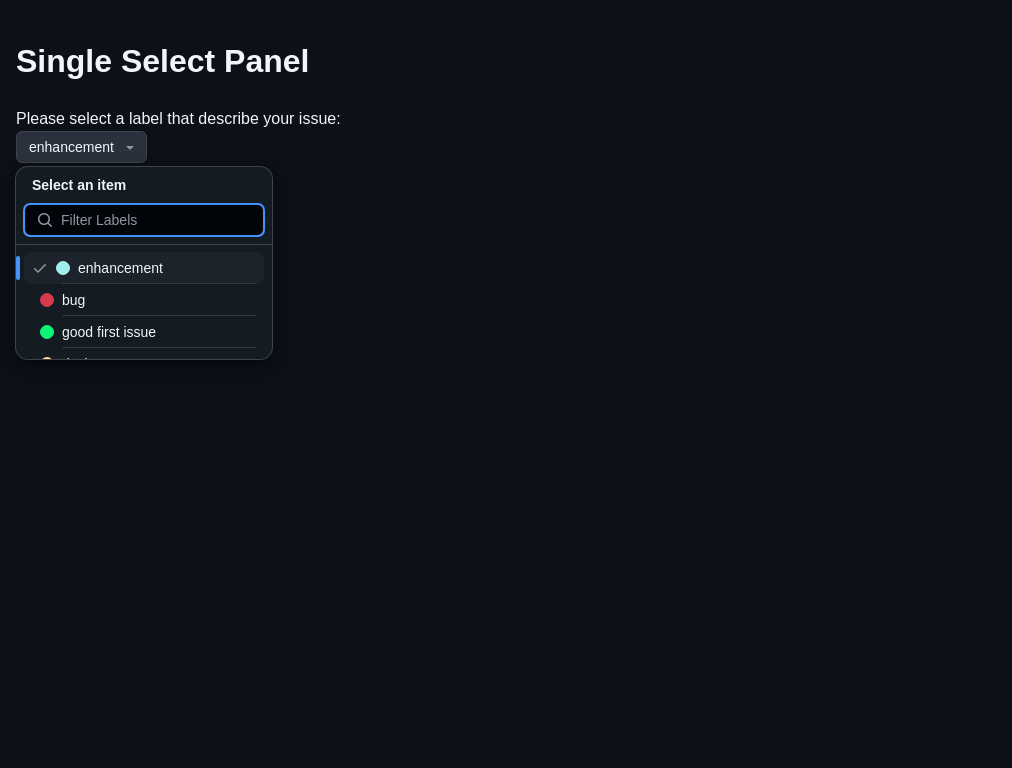 Single Select Panel
Please select a label that describe your issue:
enhancement
Select an item
Filter Labels
enhancement
bug
good first issue